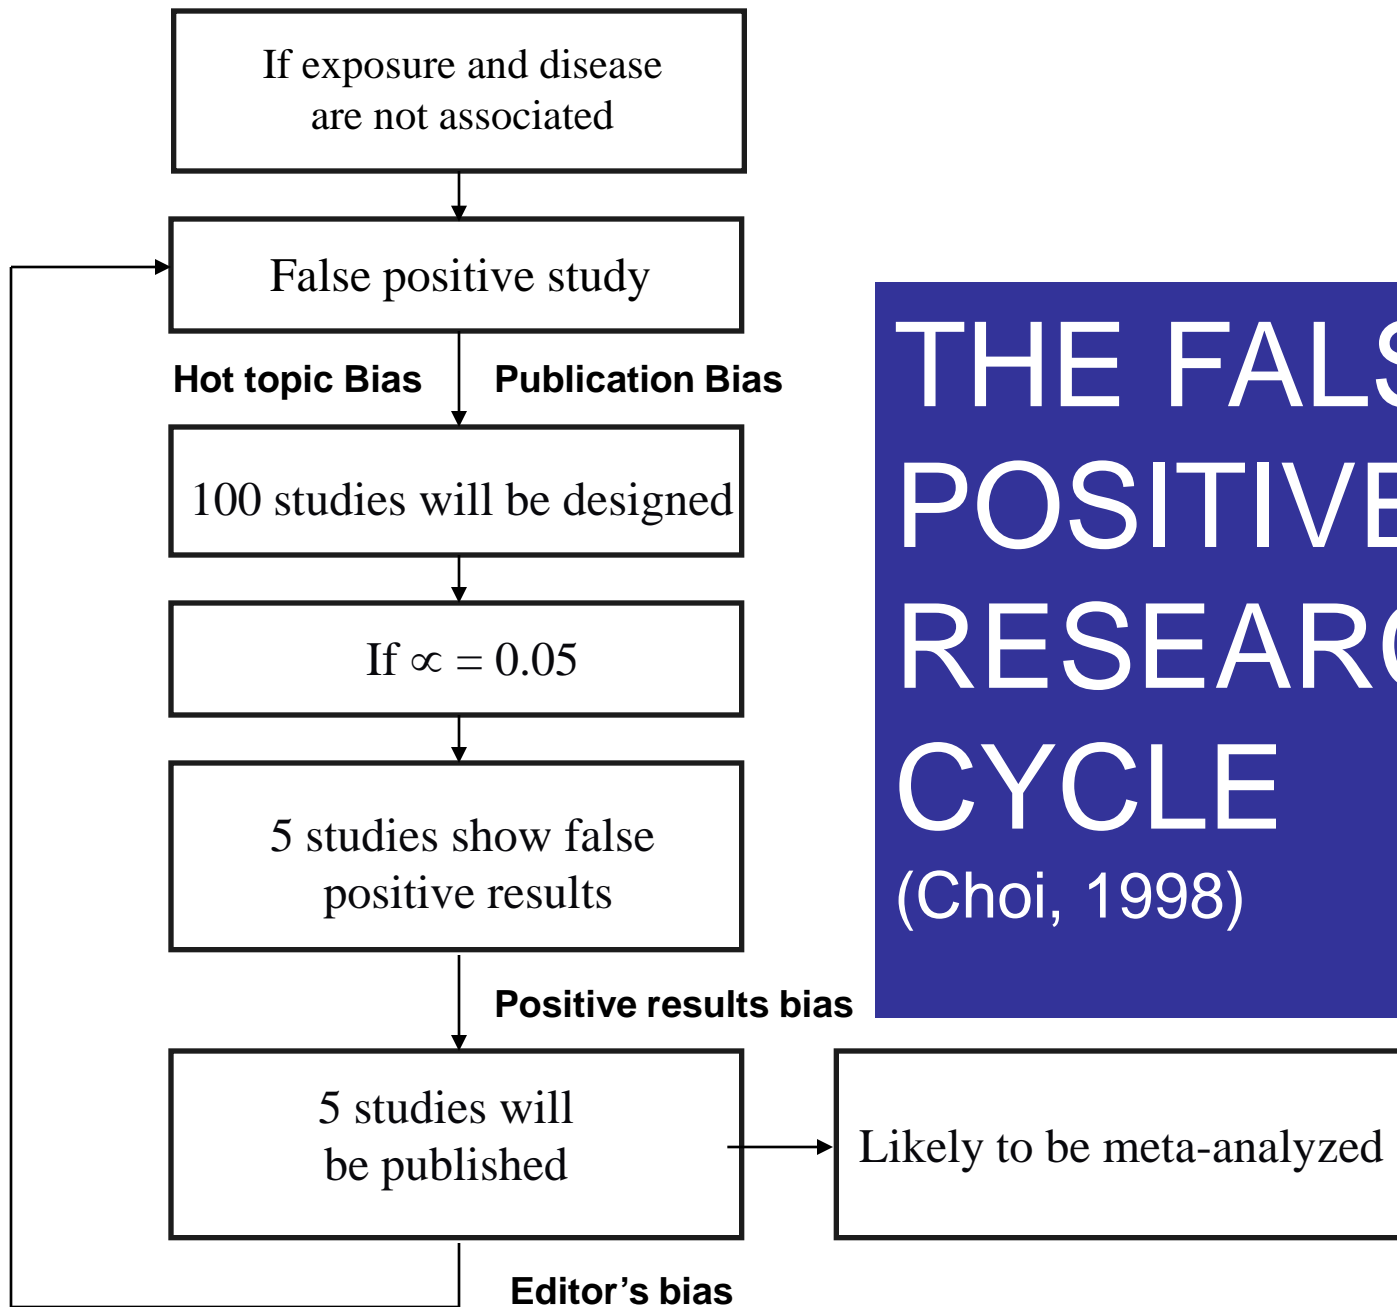 If exposure and disease
are not associated
False positive study
Hot topic Bias
Publication Bias
100 studies will be designed
If ∝ = 0.05
5 studies show false
positive results
Positive results bias
5 studies will
be published
Likely to be meta-analyzed
Editor’s bias
THE FALS
POSITIVE
RESEARC
CYCLE
(Choi, 1998)